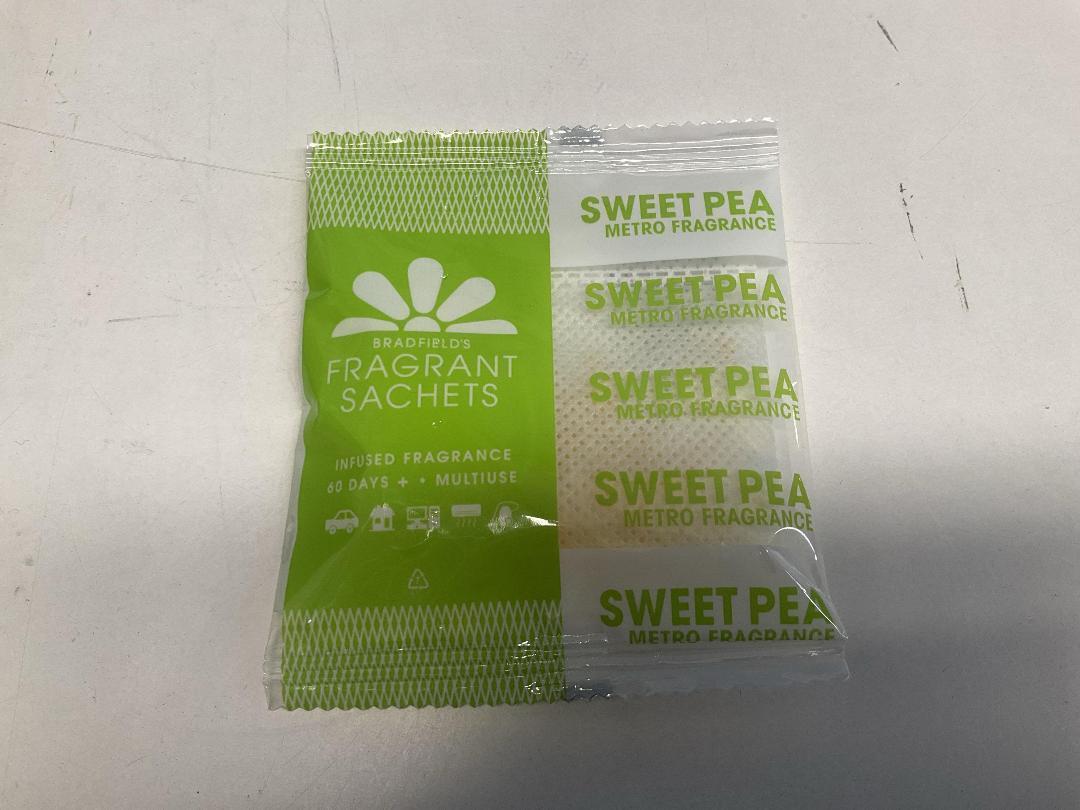 BRADFIELD'S
FRAGRANT
SACHETS
INFUSED FRAGRANCE
60 DAYS + • MULTIUSE
SWEET PEA
METRO FRAGRANCE
SWEET PEA
METRO FRAGRANCE
SWEET PEA
METRO FRAGRANCE
SWEET PEA
METRO FRAGRANCE
SWEET PEA
METRO FRAGRANCE